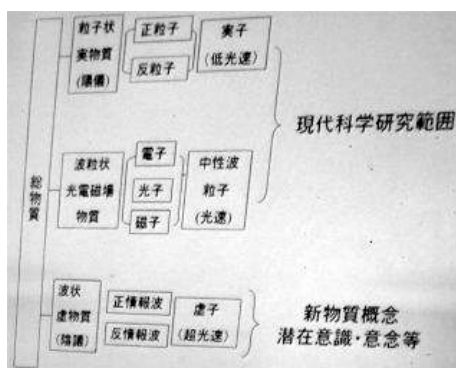 総物質
粒子状
実物質
(陽儀)
正粒子
反粒子
実子
(低光速)
現代科学研究範囲
波粒状
光電磁場
物質
電子
光子
磁子
中性波
粒子
(光速)
波状
虚物質
(陰儀)
正情報波
反情報波
虚子
(超光速)
新物質概念
潜在意識・意念等